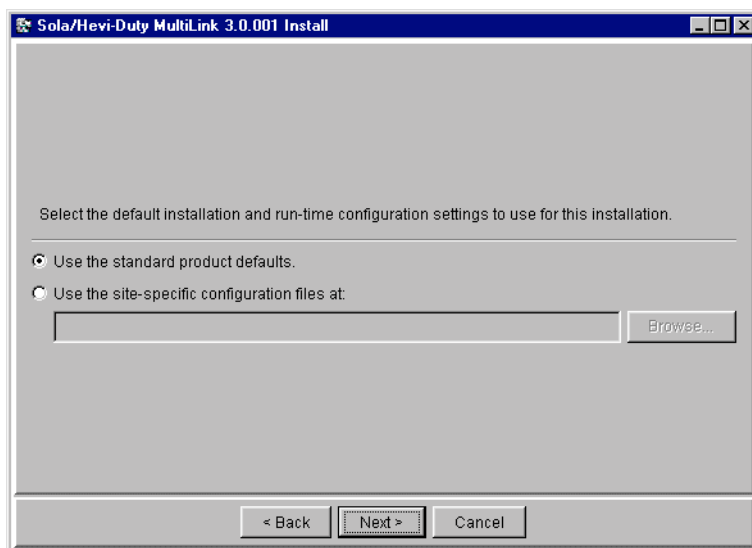 Sola/Hevi-Duty MultiLink 3.0.001 Install
Select the default installation and run-time configuration settings to use for this installation.
Use the standard product defaults.
Use the site-specific configuration files at:
Browse...
< Back
Next >
Cancel